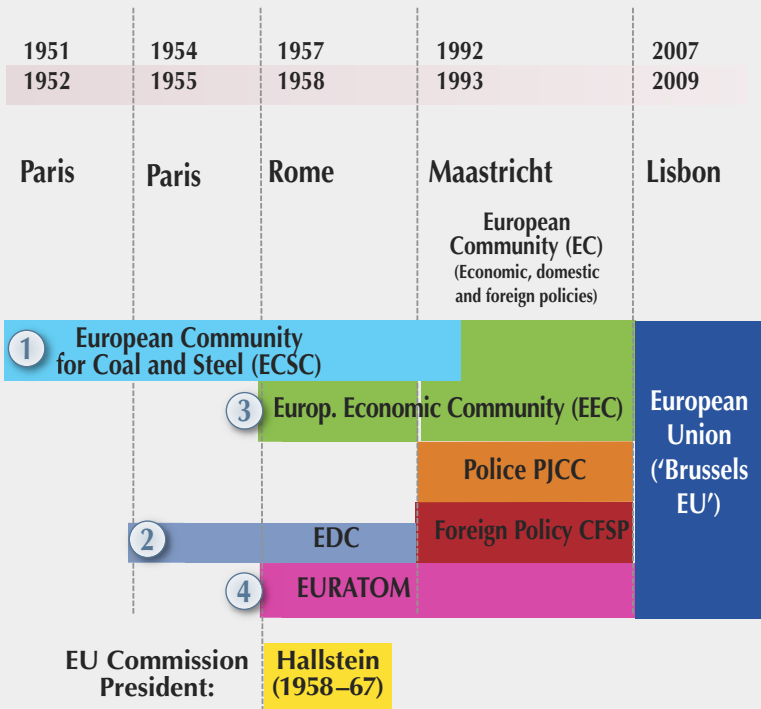 1951 1954 1957 1992 2007
1952 1955 1958 1993 2009
Paris Paris Rome Maastricht Lisbon
European
Community (EC)
(Economic, domestic
and foreign policies)
1 European Community
for Coal and Steel (ECSC)
3 Europ. Economic Community (EEC)
European
Union
(‘Brussels
EU’)
Police PJCC
2 EDC
Foreign Policy CFSP
4 EURATOM
EU Commission
President:
Hallstein
(1958–67)